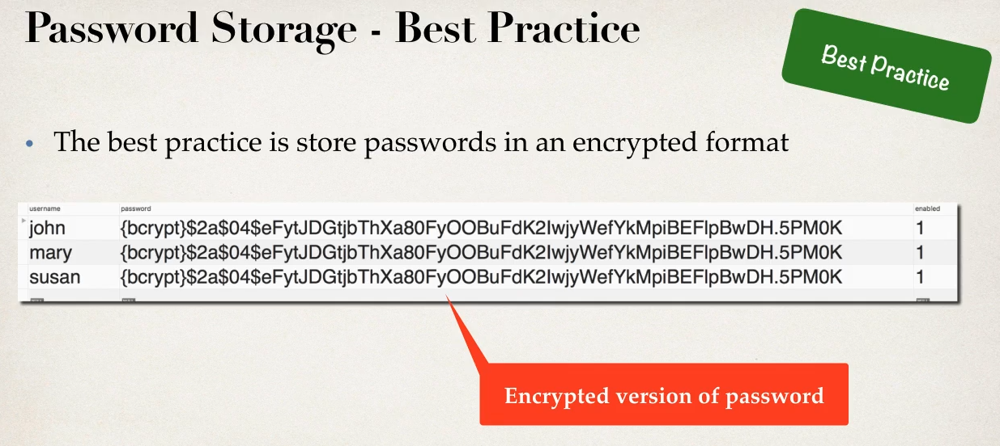 Password Storage - Best Practice
Best Practice
• The best practice is store passwords in an encrypted format
username password enabled
john {bcrypt}$2a$04$eFytJDGtjbThXa80FyOOBuFdK2IwjyWefYkMpiBEFlpBwDH.5PM0K 1
mary {bcrypt}$2a$04$eFytJDGtjbThXa80FyOOBuFdK2IwjyWefYkMpiBEFlpBwDH.5PM0K 1
susan {bcrypt}$2a$04$eFytJDGtjbThXa80FyOOBuFdK2IwjyWefYkMpiBEFlpBwDH.5PM0K 1
Encrypted version of password